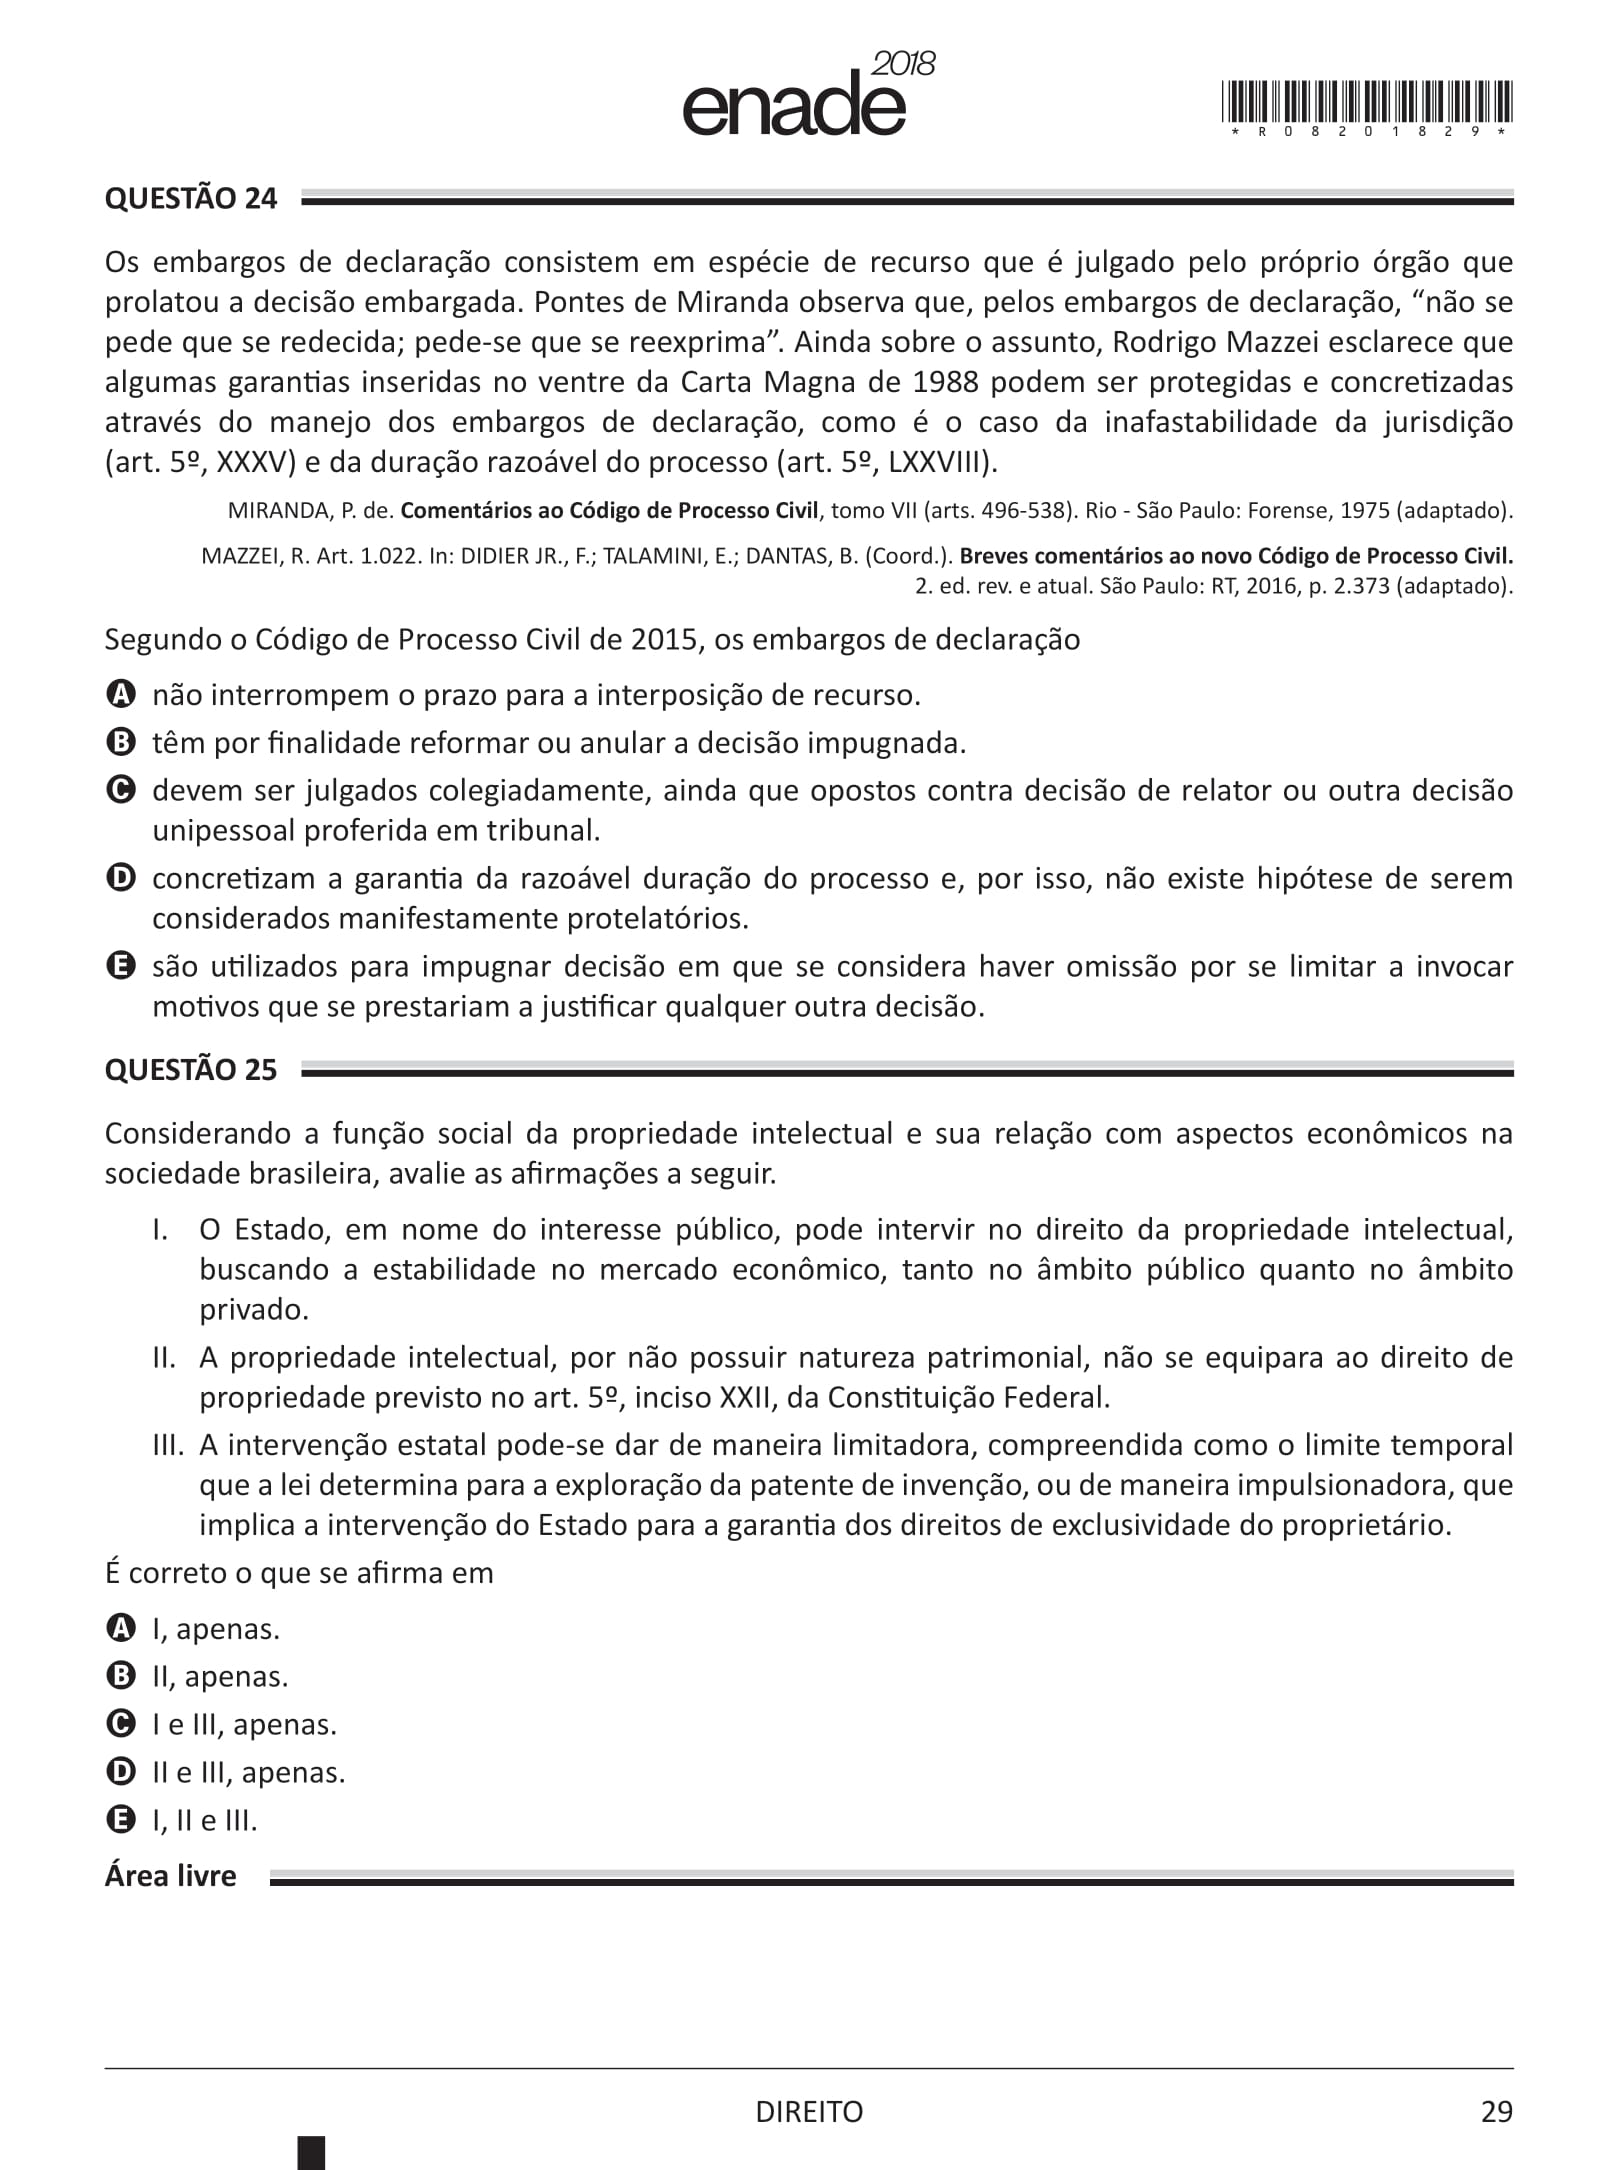 enade 2018
*R08201829*
QUESTÃO 24
Os embargos de declaração consistem em espécie de recurso que é julgado pelo próprio órgão que
prolatou a decisão embargada. Pontes de Miranda observa que, pelos embargos de declaração, “não se
pede que se redecida; pede-se que se reexprima”. Ainda sobre o assunto, Rodrigo Mazzei esclarece que
algumas garantias inseridas no ventre da Carta Magna de 1988 podem ser protegidas e concretizadas
através do manejo dos embargos de declaração, como é o caso da inafastabilidade da jurisdição
(art. 5º, XXXV) e da duração razoável do processo (art. 5º, LXXVIII).
MIRANDA, P. de. Comentários ao Código de Processo Civil, tomo VII (arts. 496-538). Rio - São Paulo: Forense, 1975 (adaptado).
MAZZEI, R. Art. 1.022. In: DIDIER JR., F.; TALAMINI, E.; DANTAS, B. (Coord.). Breves comentários ao novo Código de Processo Civil.
2. ed. rev. e atual. São Paulo: RT, 2016, p. 2.373 (adaptado).
Segundo o Código de Processo Civil de 2015, os embargos de declaração
A não interrompem o prazo para a interposição de recurso.
B têm por finalidade reformar ou anular a decisão impugnada.
C devem ser julgados colegiadamente, ainda que opostos contra decisão de relator ou outra decisão
unipessoal proferida em tribunal.
D concretizam a garantia da razoável duração do processo e, por isso, não existe hipótese de serem
considerados manifestamente protelatórios.
E são utilizados para impugnar decisão em que se considera haver omissão por se limitar a invocar
motivos que se prestariam a justificar qualquer outra decisão.
QUESTÃO 25
Considerando a função social da propriedade intelectual e sua relação com aspectos econômicos na
sociedade brasileira, avalie as afirmações a seguir.
I. O Estado, em nome do interesse público, pode intervir no direito da propriedade intelectual,
buscando a estabilidade no mercado econômico, tanto no âmbito público quanto no âmbito
privado.
II. A propriedade intelectual, por não possuir natureza patrimonial, não se equipara ao direito de
propriedade previsto no art. 5º, inciso XXII, da Constituição Federal.
III. A intervenção estatal pode-se dar de maneira limitadora, compreendida como o limite temporal
que a lei determina para a exploração da patente de invenção, ou de maneira impulsionadora, que
implica a intervenção do Estado para a garantia dos direitos de exclusividade do proprietário.
É correto o que se afirma em
A I, apenas.
B II, apenas.
C I e III, apenas.
D II e III, apenas.
E I, II e III.
Área livre
DIREITO
29